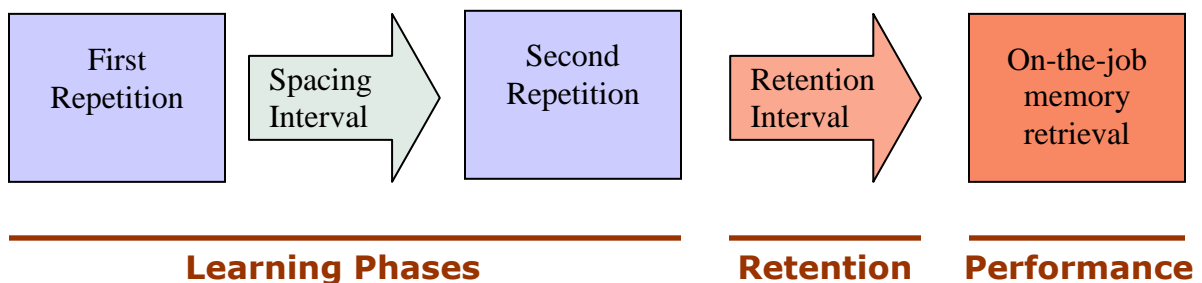 First
Repetition
Spacing
Interval
Second
Repetition
Retention
Interval
On-the-job
memory
retrieval
Learning Phases
Retention
Performance